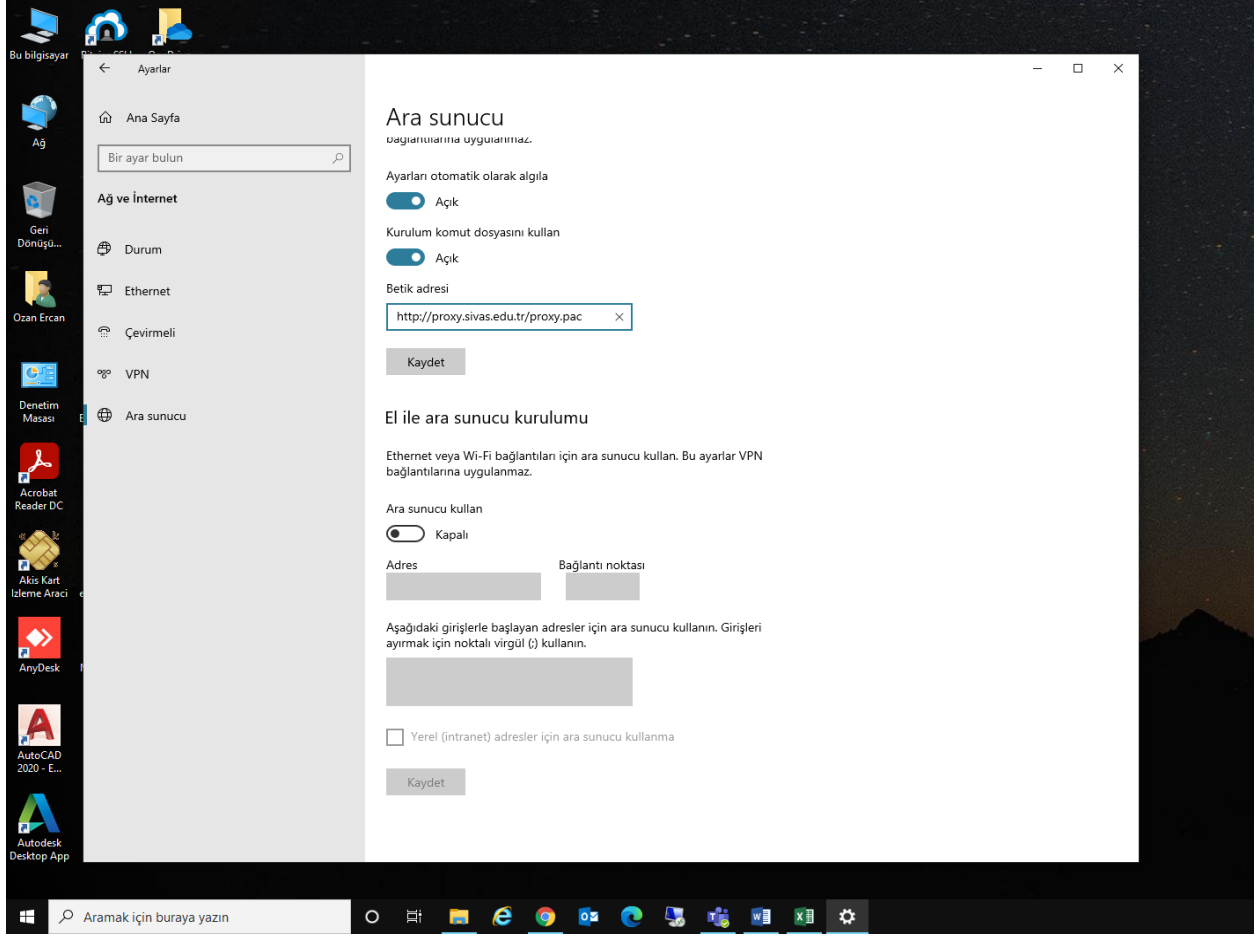 Bu bilgisayar
Ağ
Geri
Dönüşü...
Ozan Ercan
Denetim
Masası
Acrobat
Reader DC
Akis Kart
Izleme Araci
AnyDesk
AutoCAD
2020 - E...
Autodesk
Desktop App
Ayarlar
Ana Sayfa
Bir ayar bulun
Ağ ve İnternet
Durum
Ethernet
Çevirmeli
VPN
Ara sunucu
Ara sunucu
bağlantılarına uygulanmaz.
Ayarları otomatik olarak algıla
Açık
Kurulum komut dosyasını kullan
Açık
Betik adresi
http://proxy.sivas.edu.tr/proxy.pac
Kaydet
El ile ara sunucu kurulumu
Ethernet veya Wi-Fi bağlantıları için ara sunucu kullan. Bu ayarlar VPN
bağlantılarına uygulanmaz.
Ara sunucu kullan
Kapalı
Adres Bağlantı noktası
Aşağıdaki girişlerle başlayan adresler için ara sunucu kullanın. Girişleri
ayırmak için noktalı virgül (;) kullanın.
Yerel (intranet) adresler için ara sunucu kullanma
Kaydet
Aramak için buraya yazın